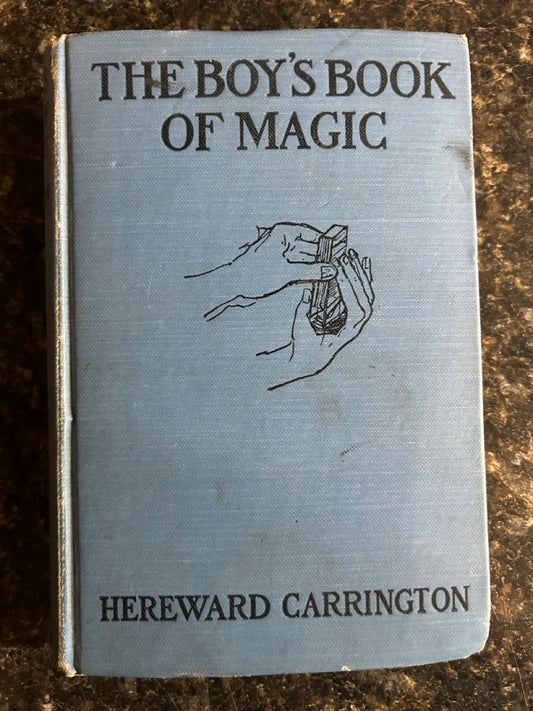 THE BOY'S BOOK
OF MAGIC
HEREWARD CARRINGTON